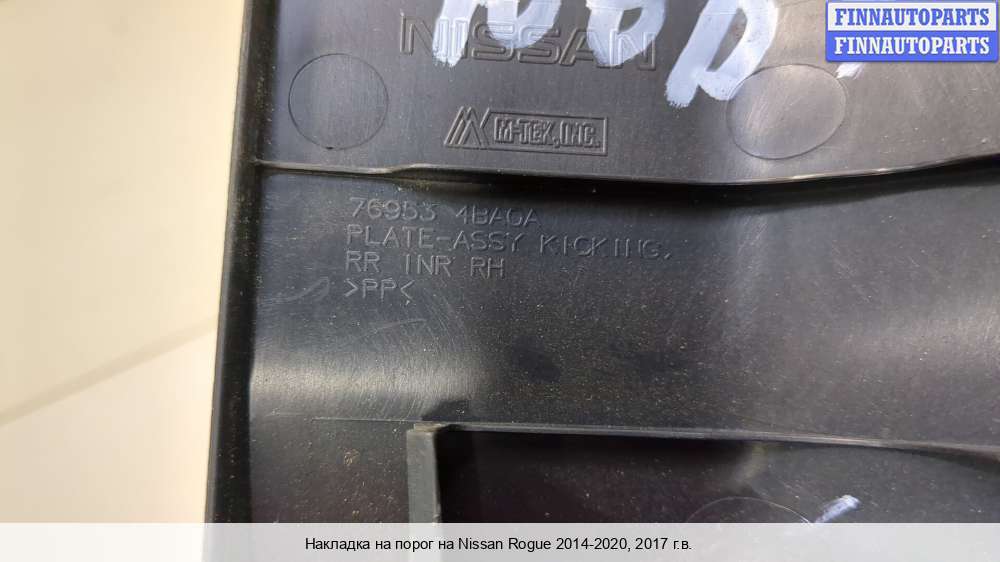 FINNAUTOPARTS
FINNAUTOPARTS
NISSAN
M-TEK, INC.
76953 4BA0A
PLATE-ASSY KICKING,
RR INR RH
>PP<
Накладка на порог на Nissan Rogue 2014-2020, 2017 г.в.